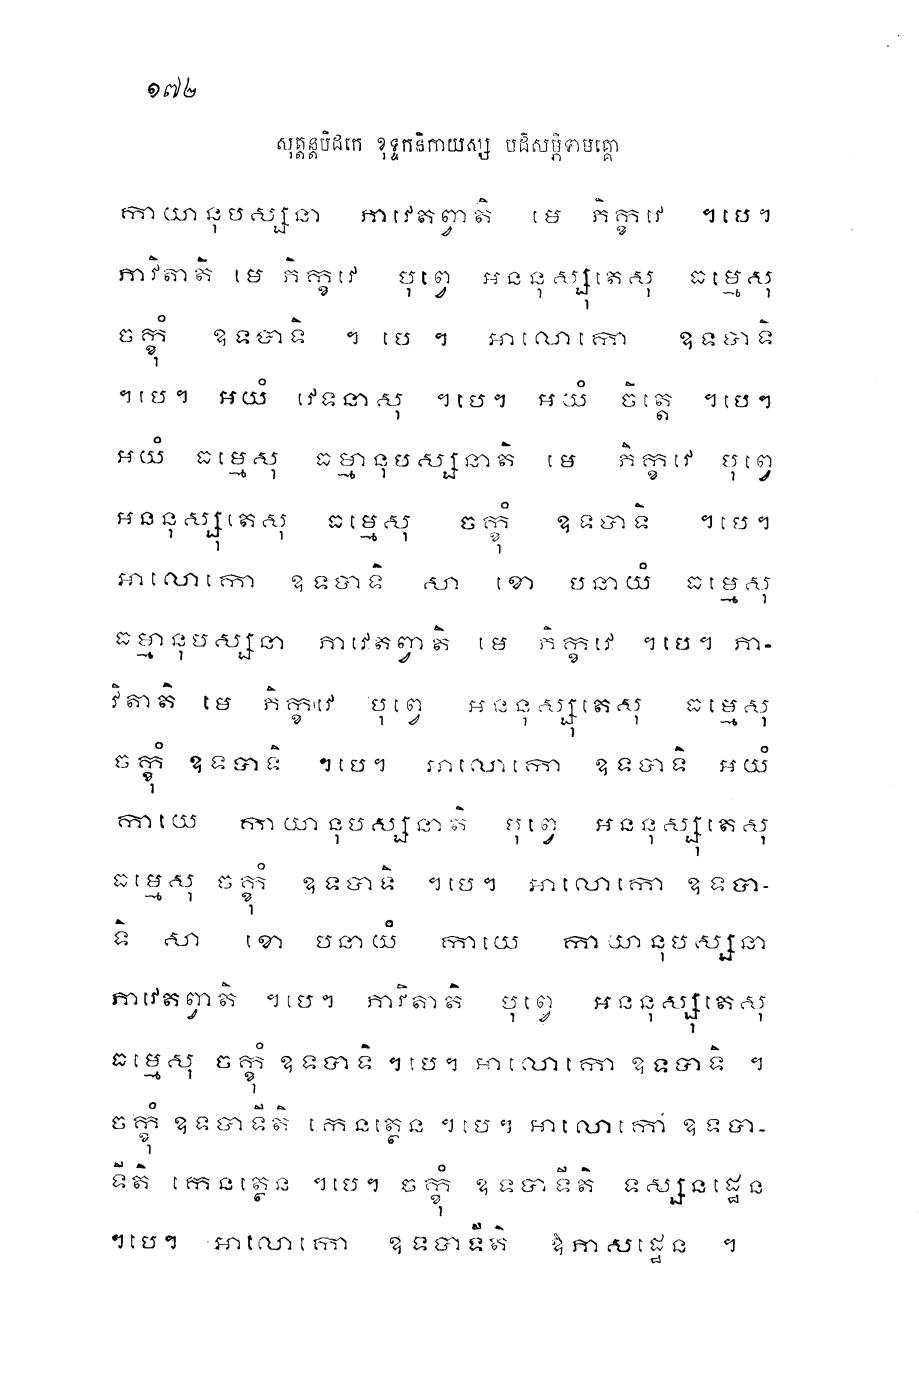 ១៧២
សុត្តន្តបិដកេ ខុទ្ទកនិកាយស្ស បដិសម្ភិទាមគ្គោ
កាយានុបស្សនា ភាវេតព្វាតិ មេ ភិក្ខវេ ។បេ។
ភាវិតាតិ មេ ភិក្ខវេ បុព្វេ អននុស្សុតេសុ ធម្មេសុ
ចក្ខុំ ឧទបាទិ ។ បេ ។ អាលោកោ ឧទបាទិ
។បេ។ អយំ វេទនាសុ ។បេ។ អយំ ចិត្តេ ។បេ។
អយំ ធម្មេសុ ធម្មានុបស្សនាតិ មេ ភិក្ខវេ បុព្វេ
អននុស្សុតេសុ ធម្មេសុ ចក្ខុំ ឧទបាទិ ។បេ។
អាលោកោ ឧទបាទិ សា ខោ បនាយំ ធម្មេសុ
ធម្មានុបស្សនា ភាវេតព្វាតិ មេ ភិក្ខវេ ។បេ។ ភា-
វិតាតិ មេ ភិក្ខវេ បុព្វេ អននុស្សុតេសុ ធម្មេសុ
ចក្ខុំ ឧទបាទិ ។បេ។ អាលោកោ ឧទបាទិ អយំ
កាយេ កាយានុបស្សនាតិ បុព្វេ អននុស្សុតេសុ
ធម្មេសុ ចក្ខុំ ឧទបាទិ ។បេ។ អាលោកោ ឧទបា-
ទិ សា ខោ បនាយំ កាយេ កាយានុបស្សនា
ភាវេតព្វាតិ ។បេ។ ភាវិតាតិ បុព្វេ អននុស្សុតេសុ
ធម្មេសុ ចក្ខុំ ឧទបាទិ ។បេ។ អាលោកោ ឧទបាទិ ។
ចក្ខុំ ឧទបាទីតិ កេនត្ថេន ។បេ។ អាលោកោ ឧទបា-
ទីតិ កេនត្ថេន ។បេ។ ចក្ខុំ ឧទបាទីតិ ទស្សនដ្ឋេន
។បេ។ អាលោកោ ឧទបាទីតិ ឱភាសដ្ឋេន ។